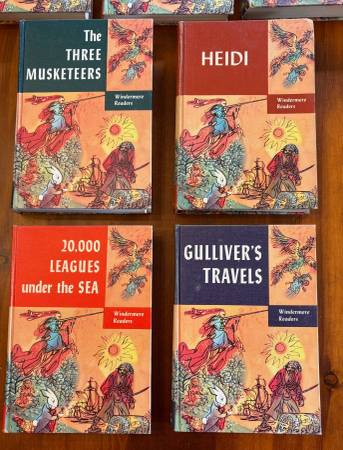 The
THREE
MUSKETEERS
Windermere
Readers
HEIDI
Windermere
Readers
20,000
LEAGUES
under the SEA
Windermere
Readers
GULLIVER'S
TRAVELS
Windermere
Readers